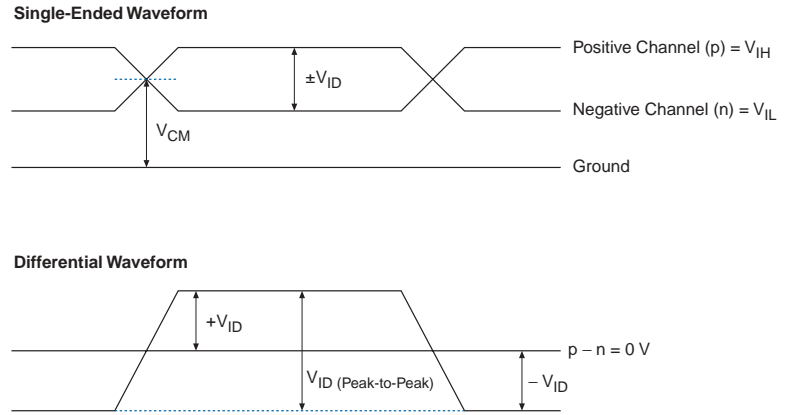 Single-Ended Waveform
Positive Channel (p) = VIH
±VID
Negative Channel (n) = VIL
VCM
Ground
Differential Waveform
+VID
p − n = 0 V
VID (Peak-to-Peak)
− VID